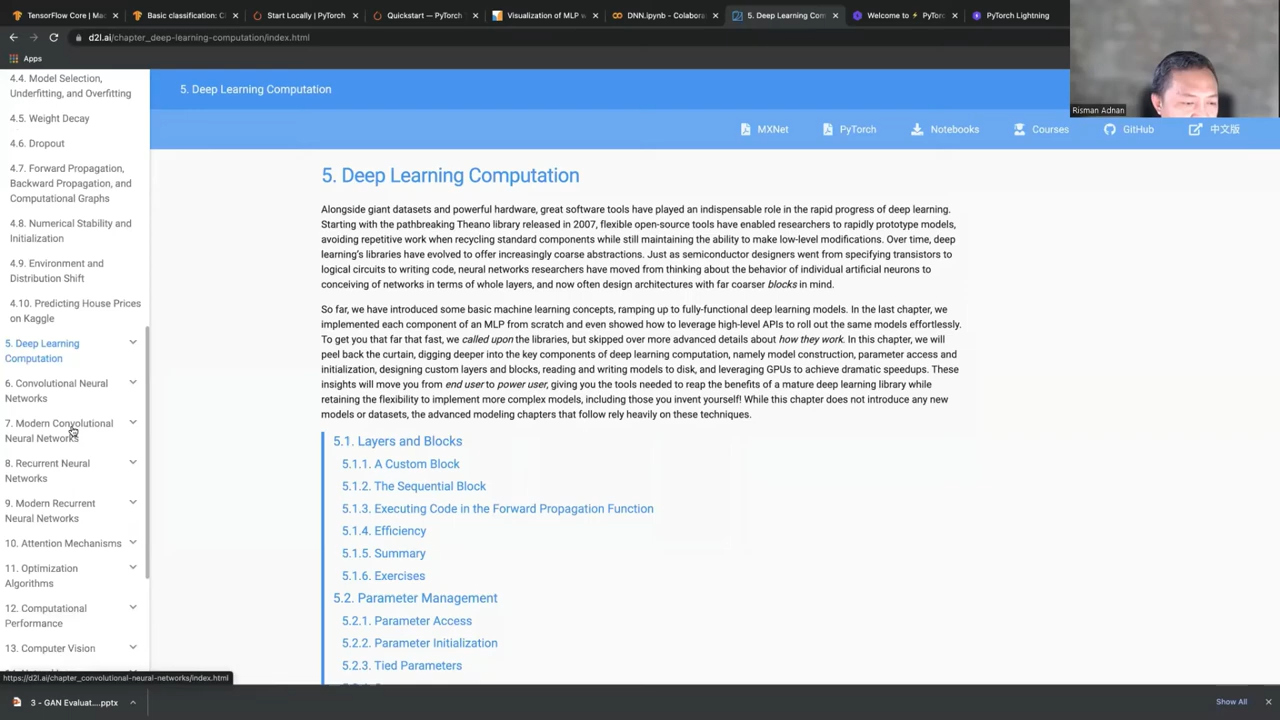 TensorFlow Core | Mac
Basic classification: Cl
Start Locally | PyTorch
Quickstart — PyTorch
Visualization of MLP w
DNN.ipynb - Colabora
5. Deep Learning Com
Welcome to ⚡ PyTor
PyTorch Lightning
d2l.ai/chapter_deep-learning-computation/index.html
Apps
Risman Adnan
4.4. Model Selection,
Underfitting, and Overfitting
4.5. Weight Decay
4.6. Dropout
4.7. Forward Propagation,
Backward Propagation, and
Computational Graphs
4.8. Numerical Stability and
Initialization
4.9. Environment and
Distribution Shift
4.10. Predicting House Prices
on Kaggle
5. Deep Learning
Computation
6. Convolutional Neural
Networks
7. Modern Convolutional
Neural Networks
8. Recurrent Neural
Networks
9. Modern Recurrent
Neural Networks
10. Attention Mechanisms
11. Optimization
Algorithms
12. Computational
Performance
13. Computer Vision
5. Deep Learning Computation
MXNet
PyTorch
Notebooks
Courses
GitHub
中文版
5. Deep Learning Computation
Alongside giant datasets and powerful hardware, great software tools have played an indispensable role in the rapid progress of deep learning.
Starting with the pathbreaking Theano library released in 2007, flexible open-source tools have enabled researchers to rapidly prototype models,
avoiding repetitive work when recycling standard components while still maintaining the ability to make low-level modifications. Over time, deep
learning's libraries have evolved to offer increasingly coarse abstractions. Just as semiconductor designers went from specifying transistors to
logical circuits to writing code, neural networks researchers have moved from thinking about the behavior of individual artificial neurons to
conceiving of networks in terms of whole layers, and now often design architectures with far coarser blocks in mind.
So far, we have introduced some basic machine learning concepts, ramping up to fully-functional deep learning models. In the last chapter, we
implemented each component of an MLP from scratch and even showed how to leverage high-level APIs to roll out the same models effortlessly.
To get you that far that fast, we called upon the libraries, but skipped over more advanced details about how they work. In this chapter, we will
peel back the curtain, digging deeper into the key components of deep learning computation, namely model construction, parameter access and
initialization, designing custom layers and blocks, reading and writing models to disk, and leveraging GPUs to achieve dramatic speedups. These
insights will move you from end user to power user, giving you the tools needed to reap the benefits of a mature deep learning library while
retaining the flexibility to implement more complex models, including those you invent yourself! While this chapter does not introduce any new
models or datasets, the advanced modeling chapters that follow rely heavily on these techniques.
5.1. Layers and Blocks
5.1.1. A Custom Block
5.1.2. The Sequential Block
5.1.3. Executing Code in the Forward Propagation Function
5.1.4. Efficiency
5.1.5. Summary
5.1.6. Exercises
5.2. Parameter Management
5.2.1. Parameter Access
5.2.2. Parameter Initialization
5.2.3. Tied Parameters
https://d2l.ai/chapter_convolutional-neural-networks/index.html
3 - GAN Evaluat....pptx
Show All